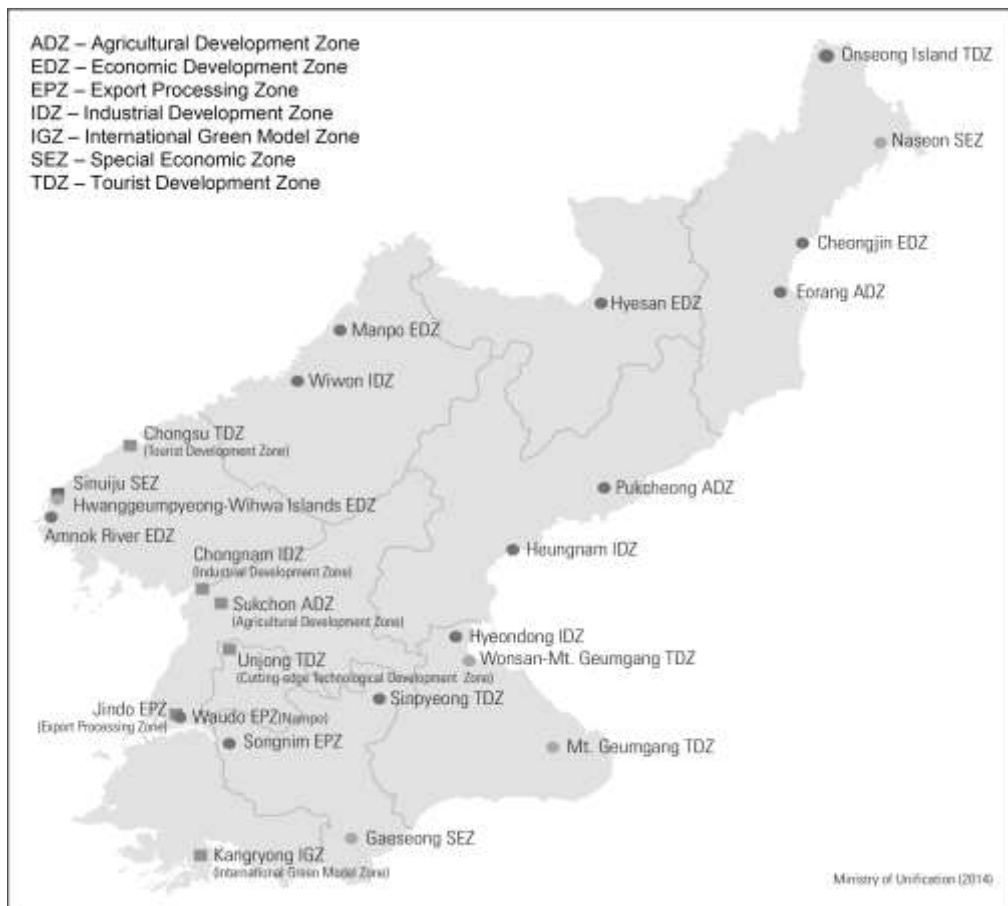 ADZ – Agricultural Development Zone
EDZ – Economic Development Zone
EPZ – Export Processing Zone
IDZ – Industrial Development Zone
IGZ – International Green Model Zone
SEZ – Special Economic Zone
TDZ – Tourist Development Zone
Onseong Island TDZ
Naseon SEZ
Cheongjin EDZ
Eorang ADZ
Hyesan EDZ
Manpo EDZ
Wiwon IDZ
Chongsu TDZ
(Tourist Development Zone)
Sinuiju SEZ
Hwanggeumpyeong-Wihwa Islands EDZ
Amnok River EDZ
Pukcheong ADZ
Heungnam IDZ
Chongnam IDZ
(Industrial Development Zone)
Sukchon ADZ
(Agricultural Development Zone)
Hyeondong IDZ
Unjong TDZ
(Cutting-edge Technological Development Zone)
Wonsan-Mt. Geumgang TDZ
Sinpyeong TDZ
Jindo EPZ
(Export Processing Zone)
Waudo EPZ(Nampo)
Songnim EPZ
Mt. Geumgang TDZ
Gaeseong SEZ
Kangryong IGZ
(International Green Model Zone)
Ministry of Unification (2014)